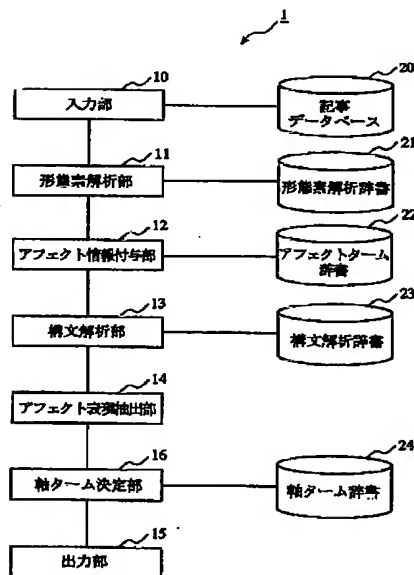 1
10
入力部
20
記事
データベース
11
形態素解析部
21
形態素解析辞書
12
アフェクト情報付与部
22
アフェクトターム
辞書
13
構文解析部
23
構文解析辞書
14
アフェクト表現抽出部
16
軸ターム決定部
24
軸ターム辞書
15
出力部